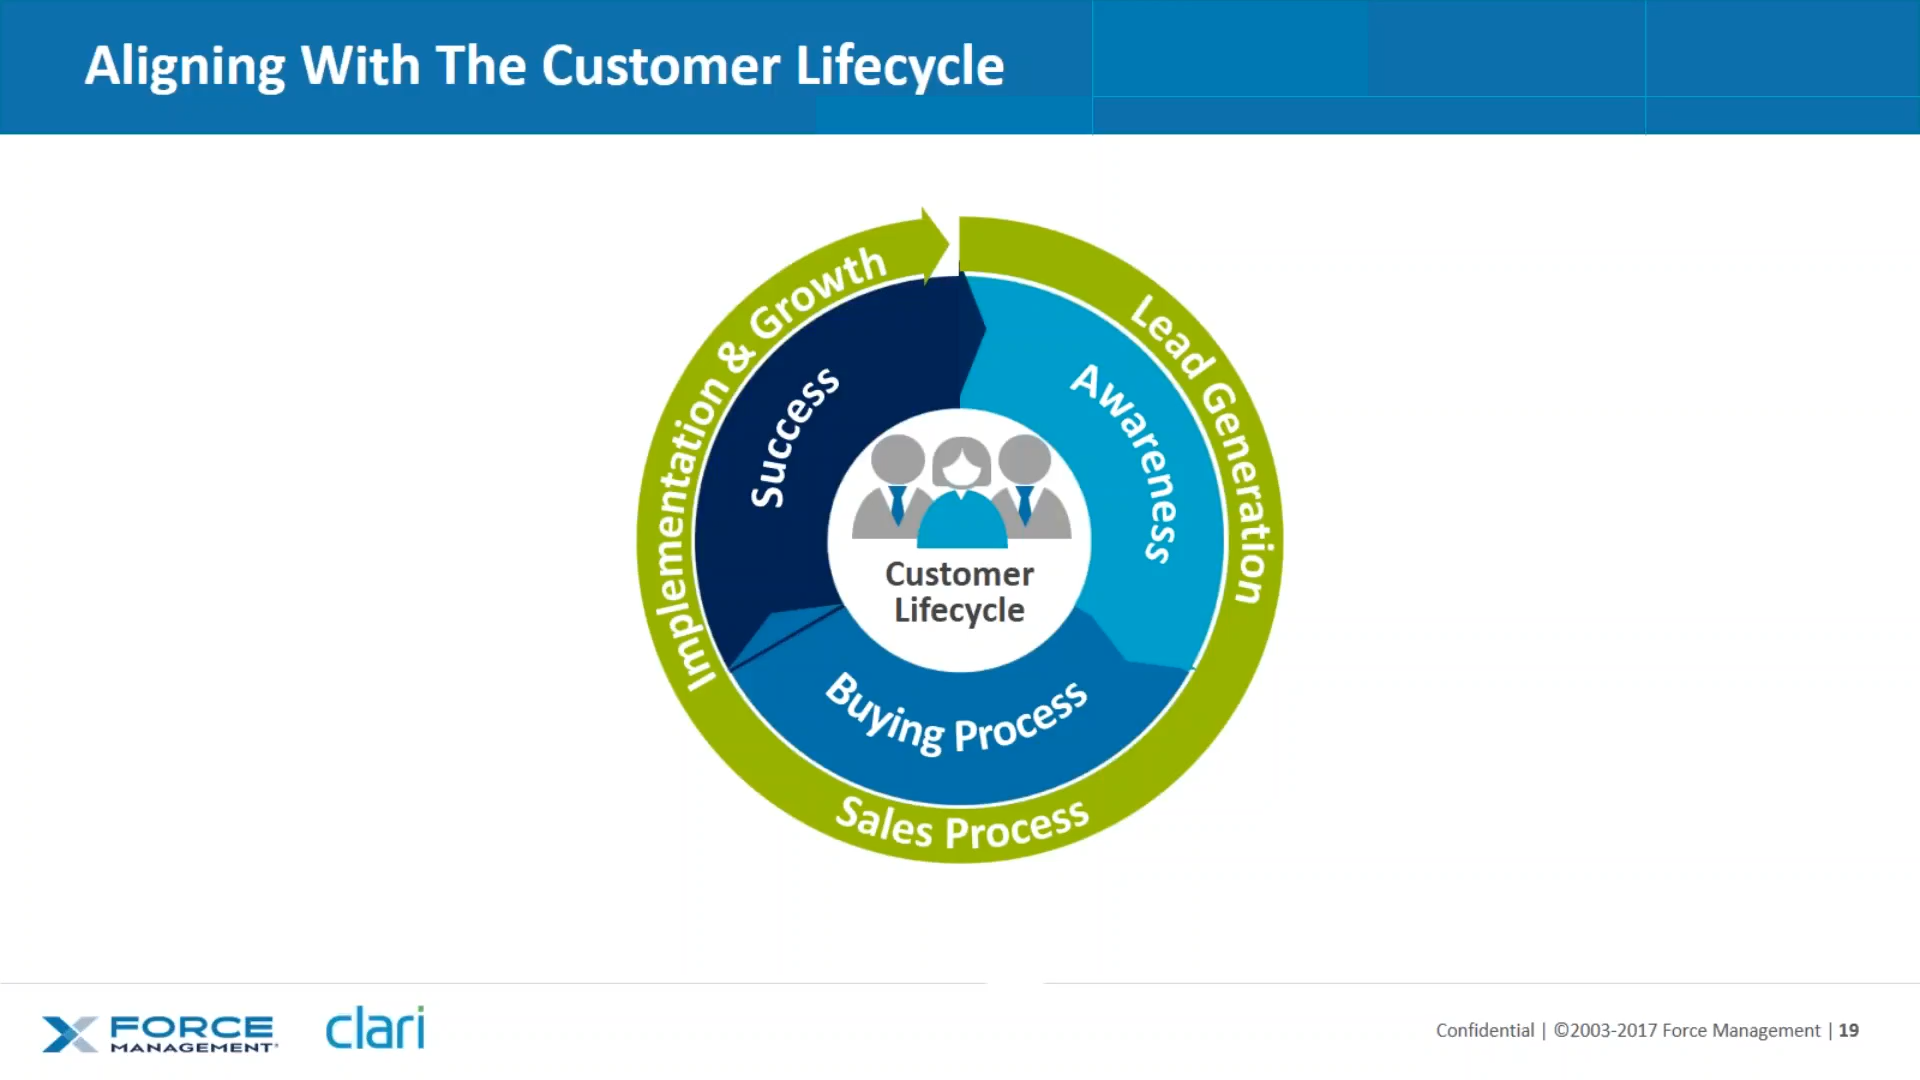 Aligning With The Customer Lifecycle
Implementation & Growth
Lead Generation
Success
Awareness
Customer
Lifecycle
Buying Process
Sales Process
FORCE
MANAGEMENT
clari
Confidential | ©2003-2017 Force Management | 19